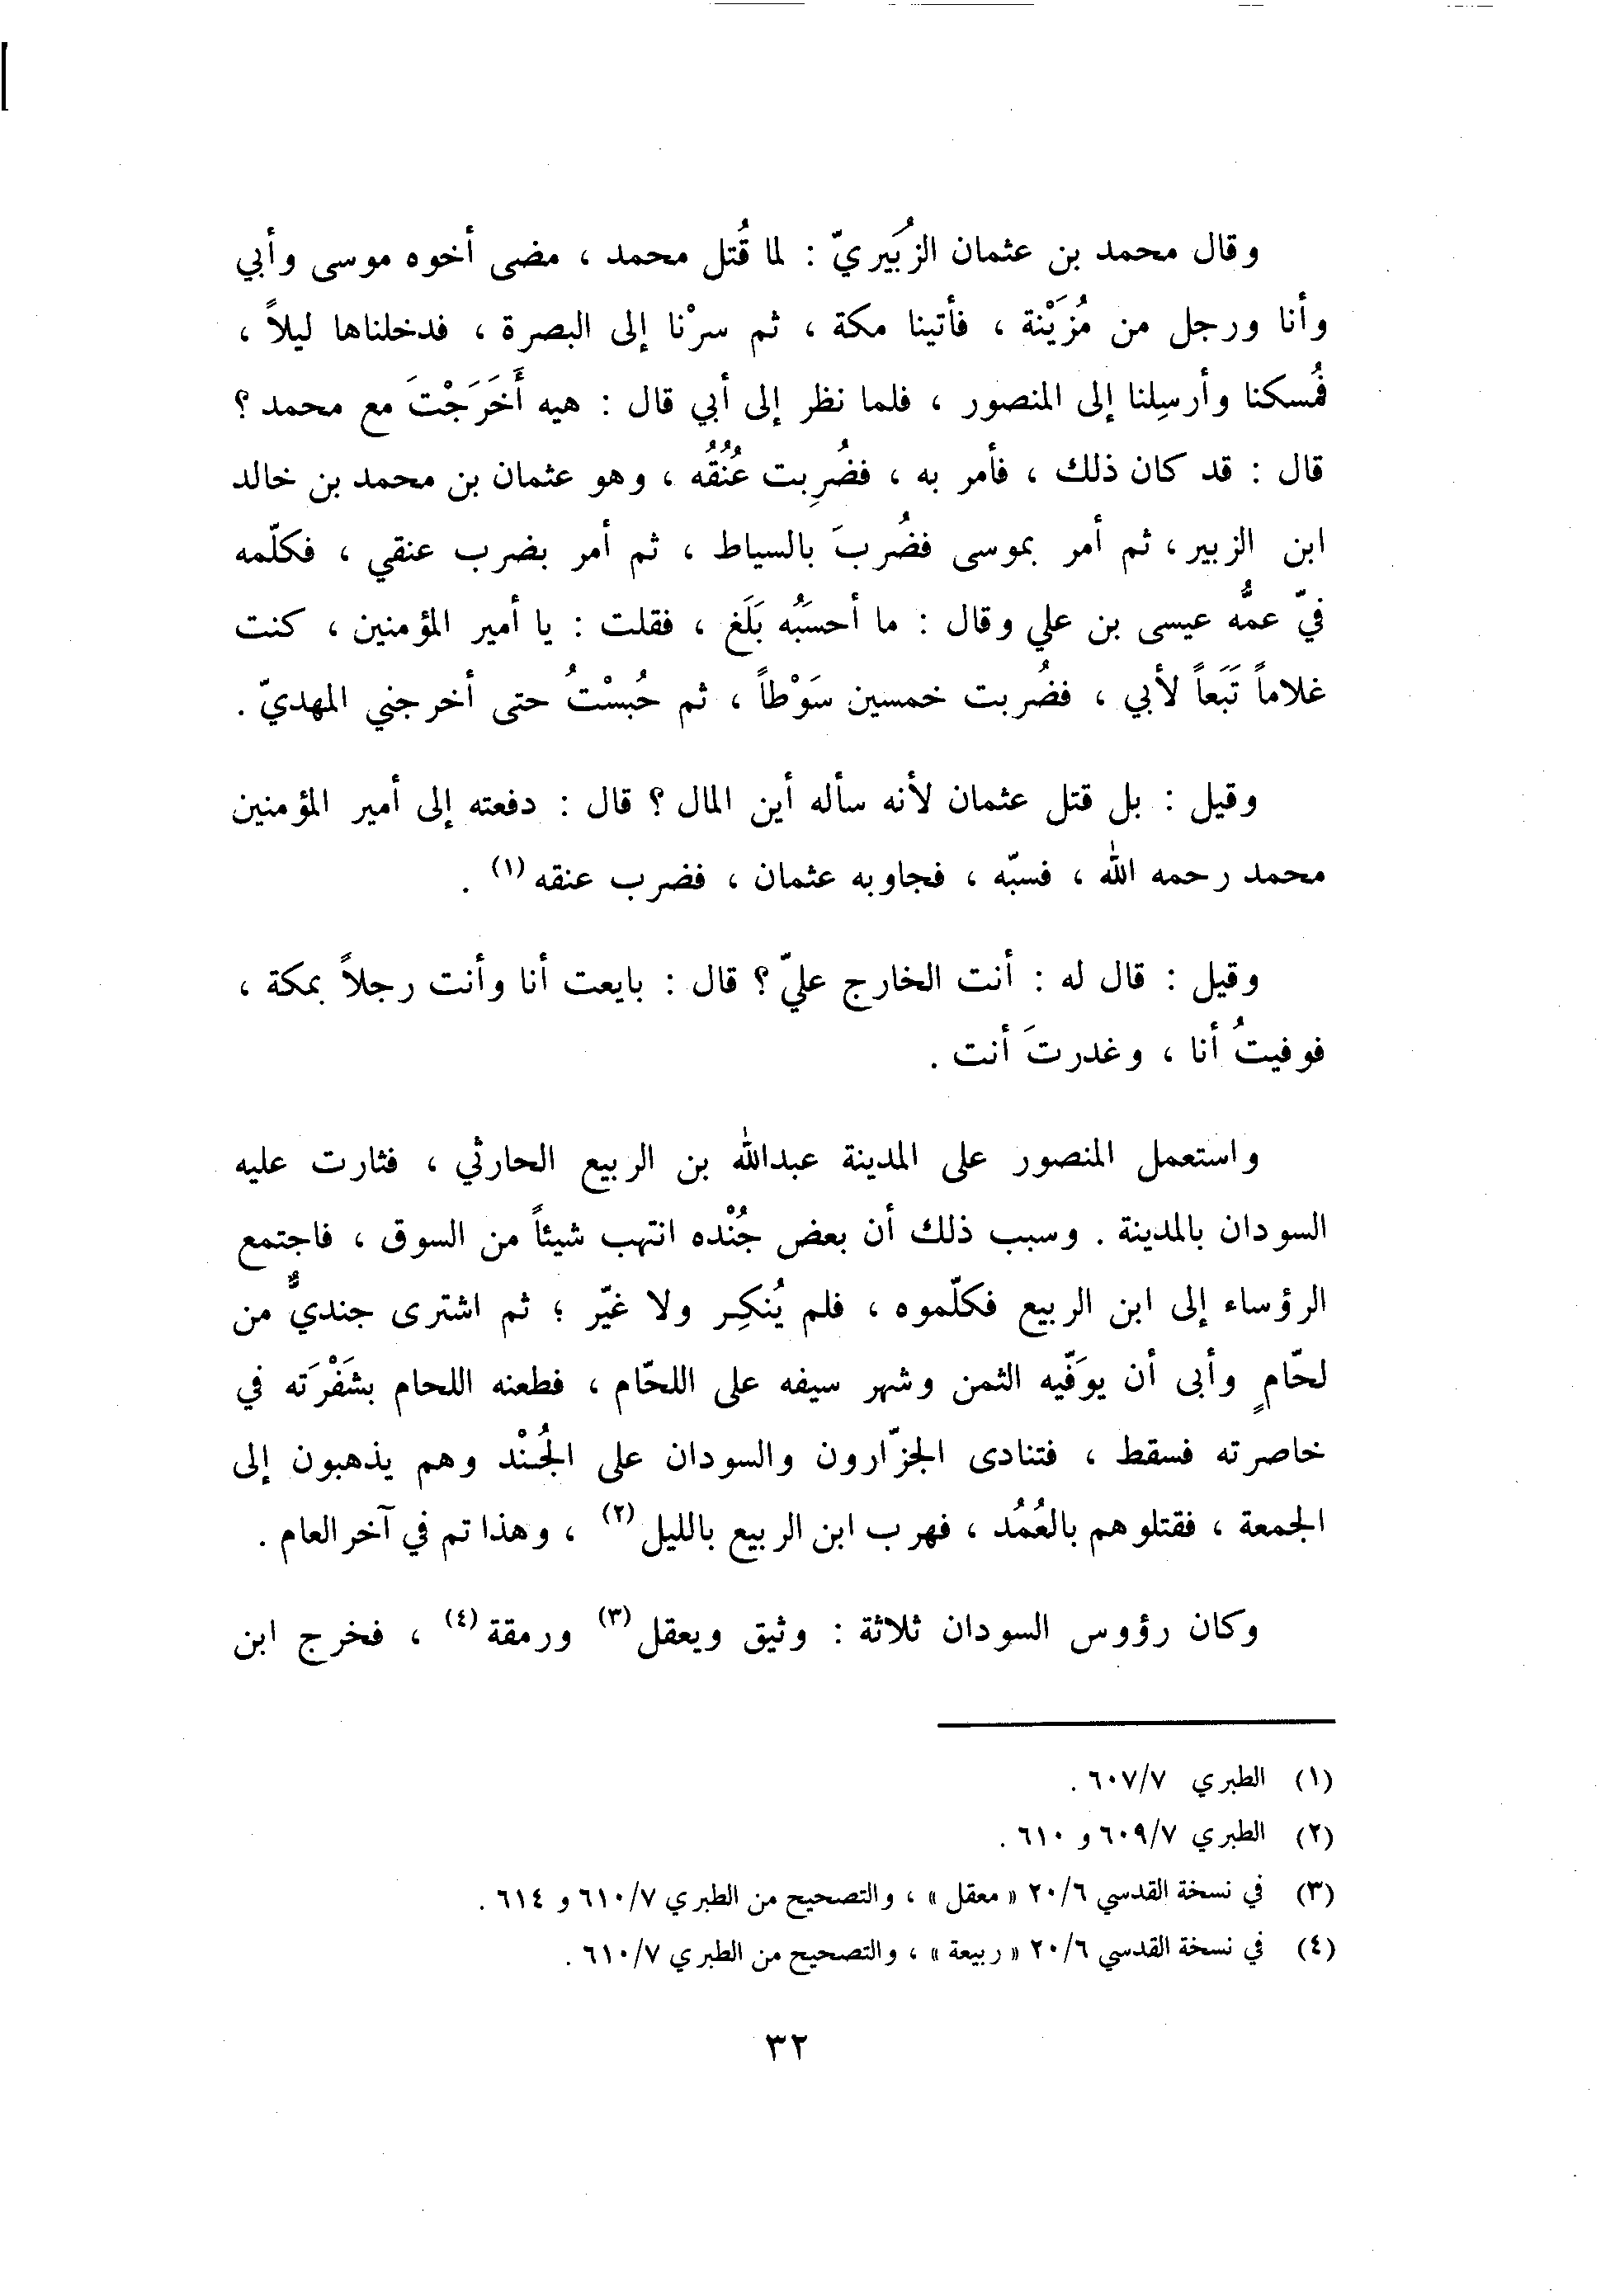 وقال محمد بن عثمان الزُبَيريّ : لما قُتل محمد ، مضى أخوه موسى وأبي
وأنا ورجل من مُزَيْنة ، فأتينا مكة ، ثم سرْنا إلى البصرة ، فدخلناها ليلاً ،
فمُسكنا وأرسِلنا إلى المنصور ، فلما نظر إلى أبي قال : هيه أَخَرَجْتَ مع محمد ؟
قال : قد كان ذلك ، فأمر به ، فضُرِبت عُنُقُه ، وهو عثمان بن محمد بن خالد
ابن الزبير ، ثم أمر بموسى فضُربَ بالسياط ، ثم أمر بضرب عنقي ، فكلّمه
فيّ عمُّه عيسى بن علي وقال : ما أحسَبُه بَلَغ ، فقلت : يا أمير المؤمنين ، كنت
غلاماً تَبَعاً لأبي ، فضُربت خمسين سَوْطاً ، ثم حُبسْتُ حتى أخرجني المهديّ .
وقيل : بل قتل عثمان لأنه سأله أين المال ؟ قال : دفعته إلى أمير المؤمنين
محمد رحمه الله ، فسبّه ، فجاوبه عثمان ، فضرب عنقه (١) .
وقيل : قال له : أنت الخارج عليّ ؟ قال : بايعت أنا وأنت رجلاً بمكة ،
فوفيتُ أنا ، وغدرتَ أنت .
واستعمل المنصور على المدينة عبدالله بن الربيع الحارثي ، فثارت عليه
السودان بالمدينة . وسبب ذلك أن بعض جُنْده انتهب شيئاً من السوق ، فاجتمع
الرؤساء إلى ابن الربيع فكلّموه ، فلم يُنكِر ولا غيّر ؛ ثم اشترى جنديٌّ من
لحّامٍ وأبى أن يوَفّيه الثمن وشهر سيفه على اللحّام ، فطعنه اللحام بشَفْرَته في
خاصرته فسقط ، فتنادى الجزّارون والسودان على الجُنْد وهم يذهبون إلى
الجمعة ، فقتلوهم بالعُمُد ، فهرب ابن الربيع بالليل (٢) ، وهذا تم في آخر العام .
وكان رؤوس السودان ثلاثة : وثيق ويعقل (٣) ورمقة (٤) ، فخرج ابن
(١) الطبري ٦٠٧/٧ .
(٢) الطبري ٦٠٩/٧ و ٦١٠ .
(٣) في نسخة القدسي ٢٠/٦ « معقل » ، والتصحيح من الطبري ٦١٠/٧ و ٦١٤ .
(٤) في نسخة القدسي ٢٠/٦ « ربيعة » ، والتصحيح من الطبري ٦١٠/٧ .
٣٢